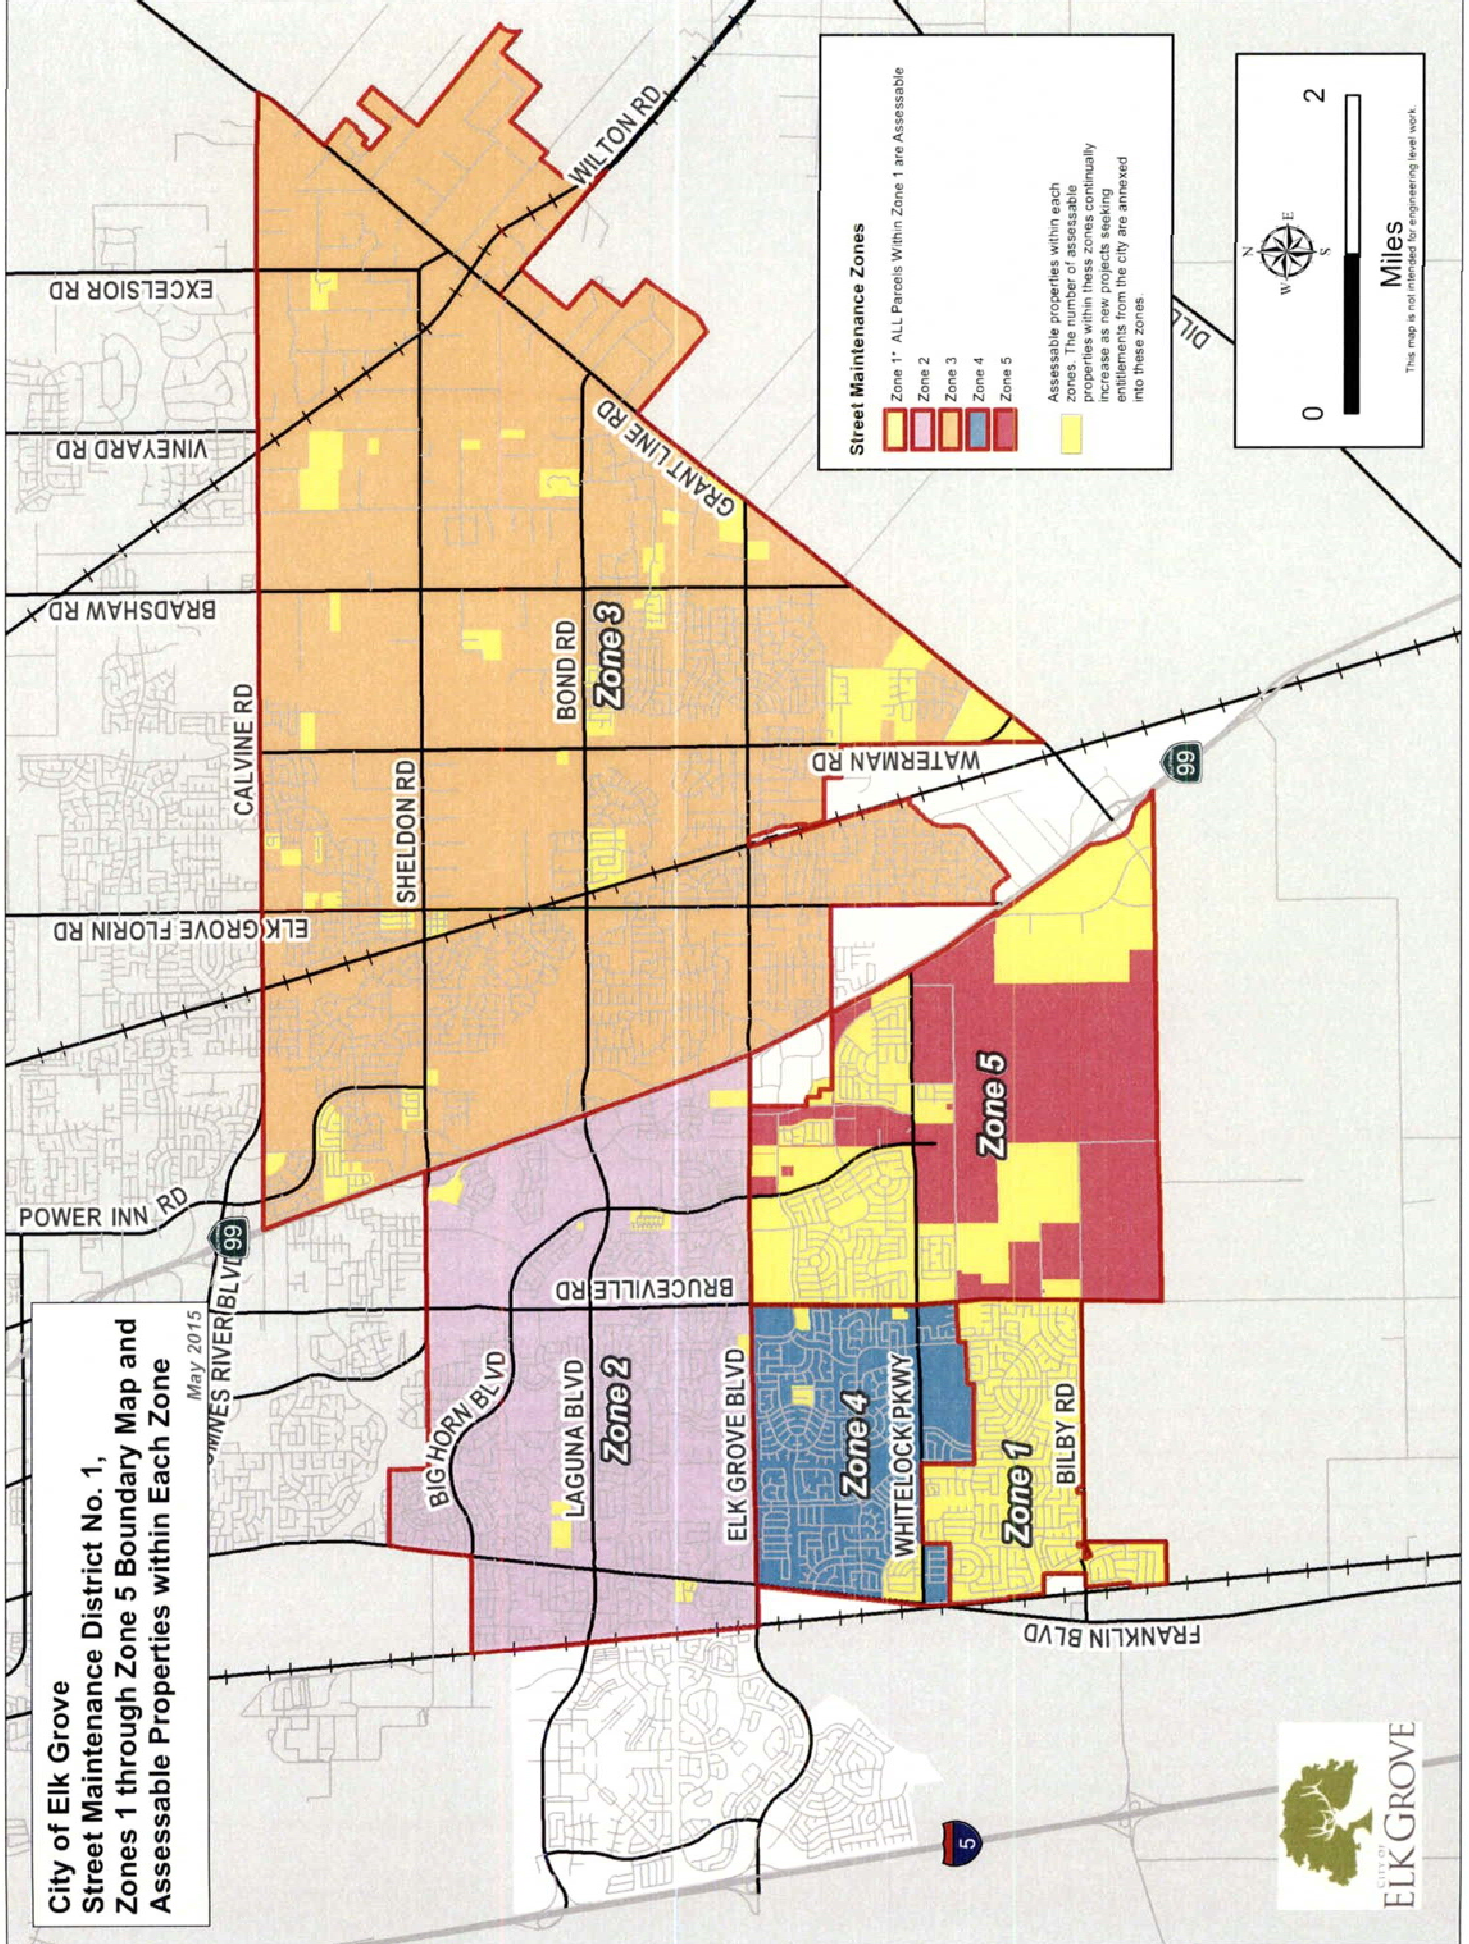 City of Elk Grove
Street Maintenance District No. 1,
Zones 1 through Zone 5 Boundary Map and
Assessable Properties within Each Zone
May 2015
POWER INN RD
99
BLVD
ELK GROVE FLORIN RD
BRADSHAW RD
VINEYARD RD
EXCELSIOR RD
CALVINE RD
SHELDON RD
BOND RD
Zone 3
WILTON RD
GRANT LINE RD
WATERMAN RD
99
BIG HORN BLVD
LAGUNA BLVD
Zone 2
BRUCEVILLE RD
ELK GROVE BLVD
Zone 4
WHITELOCK PKWY
Zone 5
Zone 1
BILBY RD
FRANKLIN BLVD
5
Street Maintenance Zones
Zone 1* ALL Parcels Within Zone 1 are Assessable
Zone 2
Zone 3
Zone 4
Zone 5
Assessable properties within each
zones. The number of assessable
properties within thess zones continually
increase as new projects seeking
entitlements from the city are annexed
into these zones.
N
W
E
S
0
2
Miles
This map is not intended for engineering level work.
CITY OF
ELK GROVE